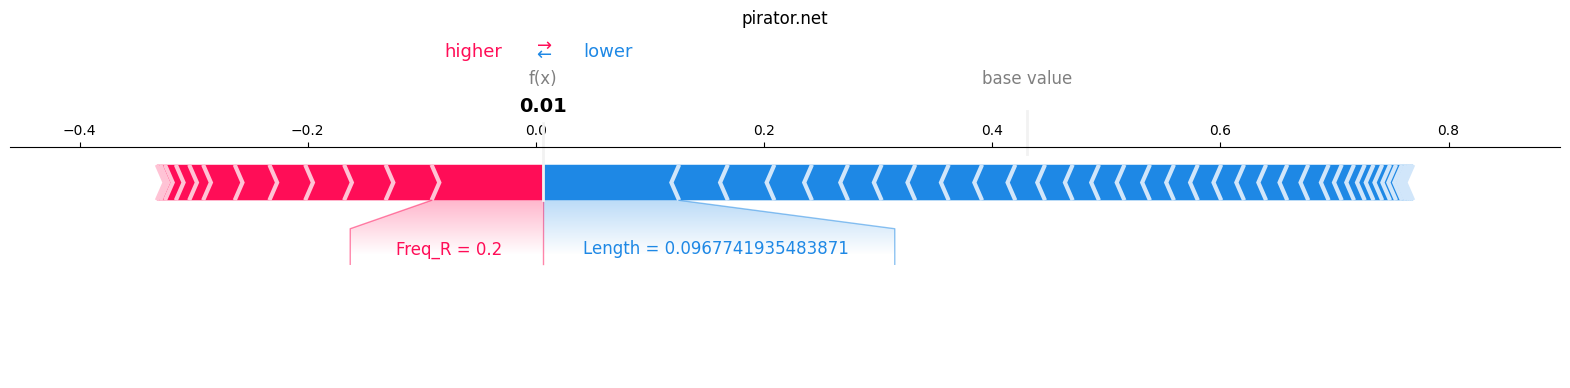 pirator.net
higher ⇄ lower
f(x) base value
0.01
−0.4 −0.2 0.0 0.2 0.4 0.6 0.8
Freq_R = 0.2 Length = 0.0967741935483871